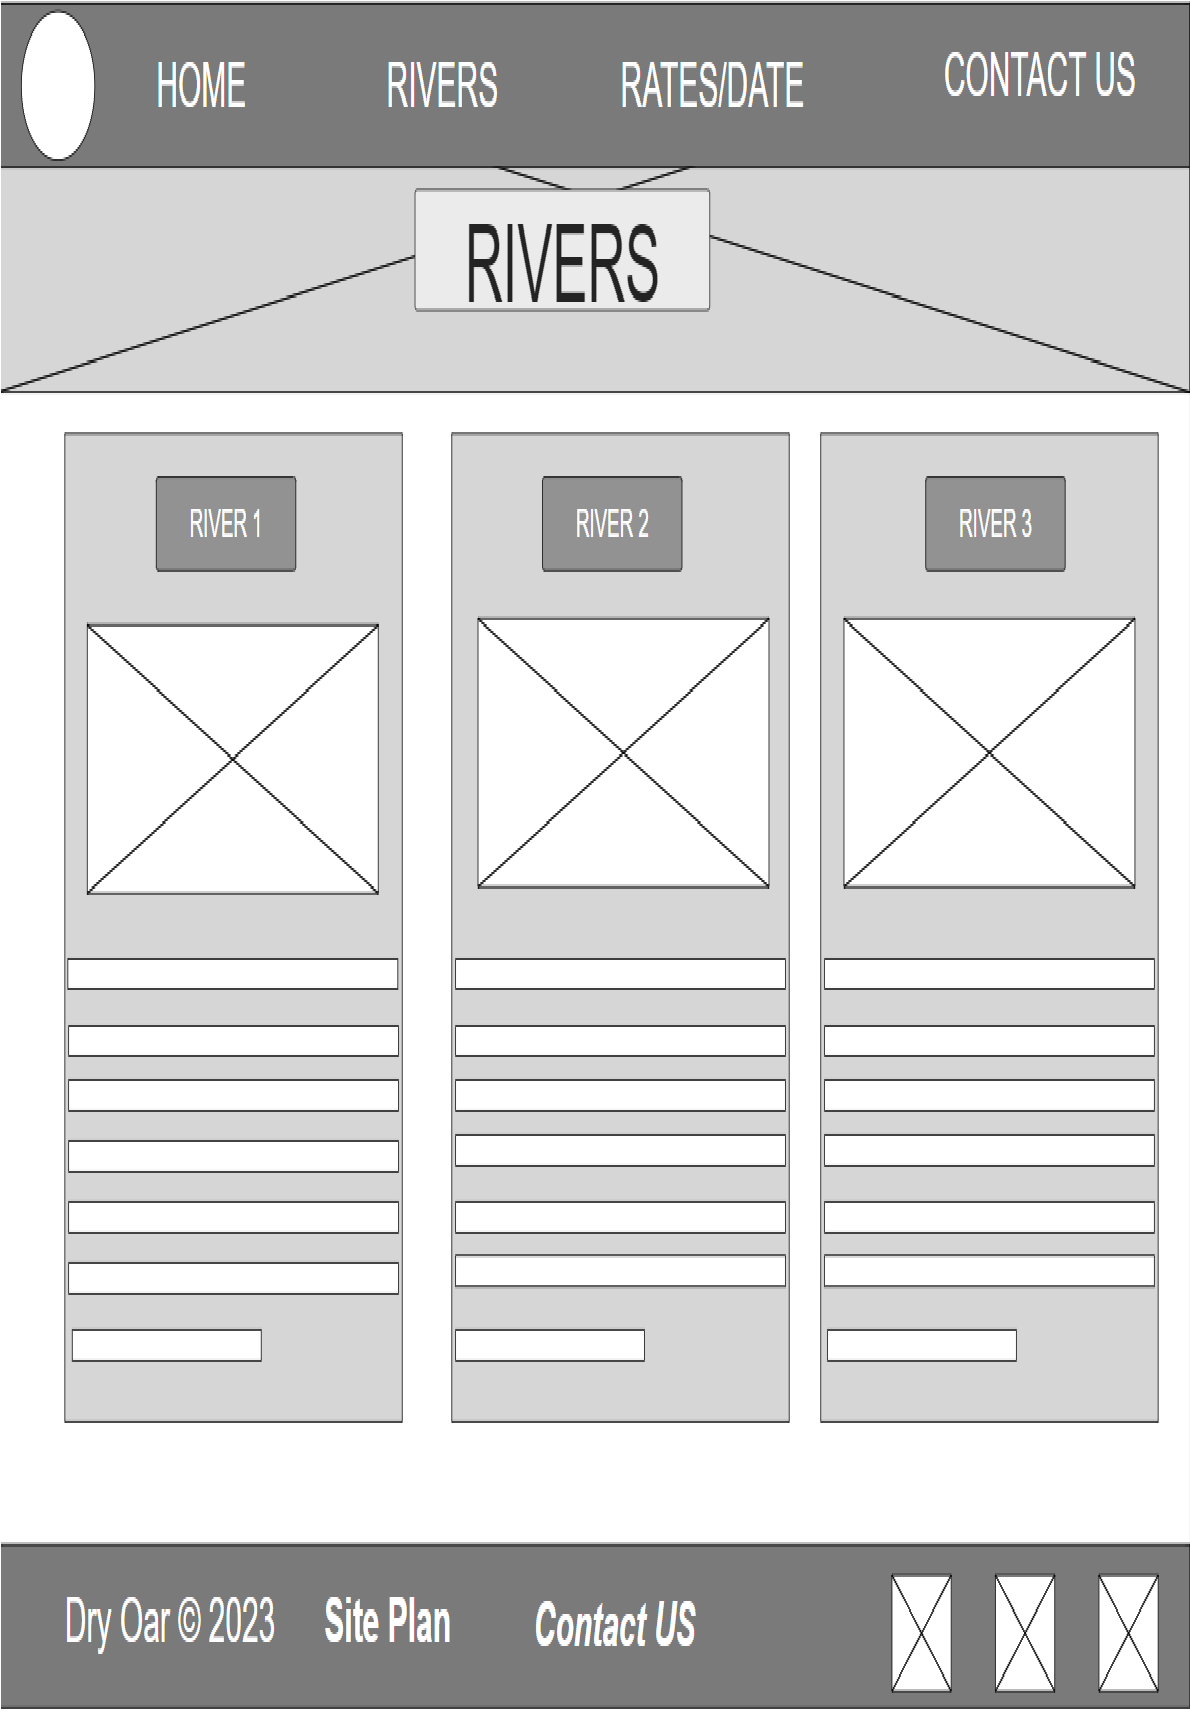 HOME RIVERS RATES/DATE CONTACT US
RIVERS
RIVER 1 RIVER 2 RIVER 3
Dry Oar © 2023 Site Plan Contact US